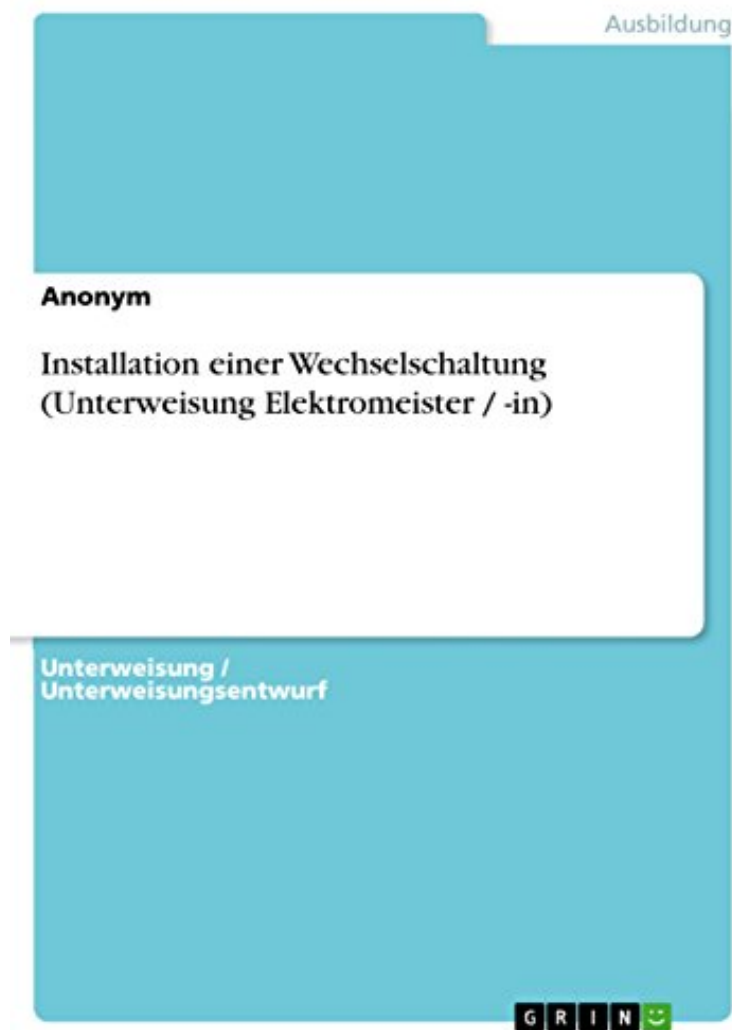 Ausbildung
Anonym
Installation einer Wechselschaltung
(Unterweisung Elektromeister / -in)
Unterweisung /
Unterweisungsentwurf
GRIN